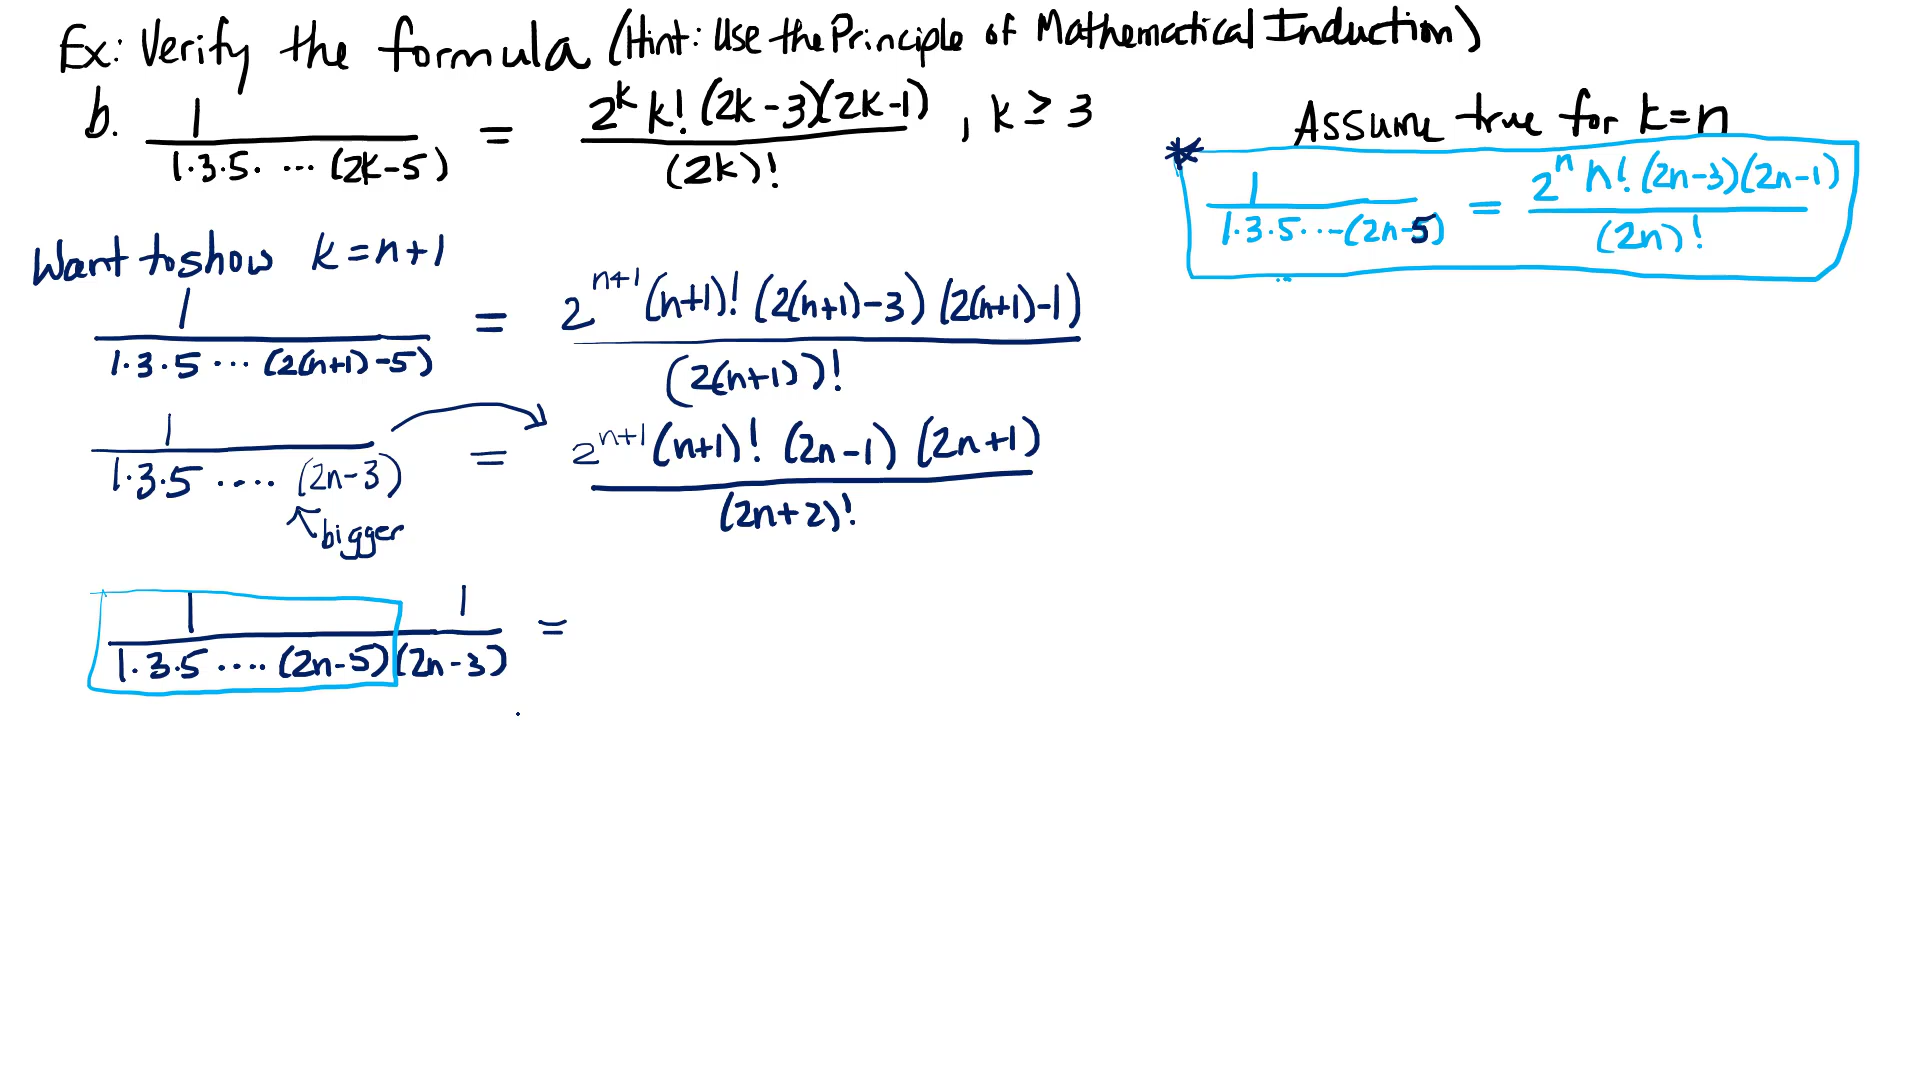 Ex: Verify the formula (Hint: Use the Principle of Mathematical Induction)
b. 1/(1·3·5· ··· (2k-5)) = 2^k k! (2k-3)(2k-1)/(2k)! , k ≥ 3
Assume true for k=n
* 1/(1·3·5···(2n-5)) = 2^n n! (2n-3)(2n-1)/(2n)!
Want to show k=n+1
1/(1·3·5 ··· (2(n+1)-5)) = 2^(n+1) (n+1)! (2(n+1)-3) (2(n+1)-1)/(2(n+1))!
1/(1·3·5 ···· (2n-3)) = 2^(n+1) (n+1)! (2n-1) (2n+1)/(2n+2)!
bigger
1/(1·3·5 ···· (2n-5)) 1/(2n-3) =